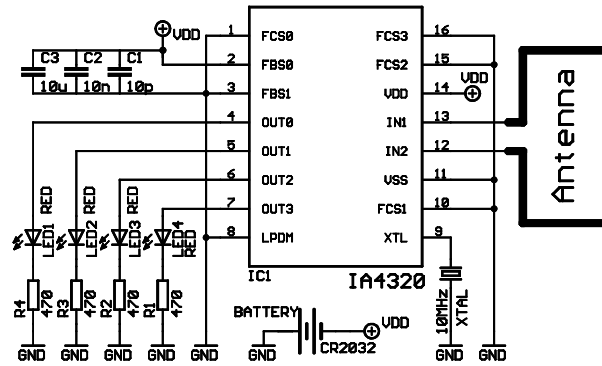 VDD
C3 C2 C1
10u 10n 10p
1 FCS0 FCS3 16
2 FBS0 FCS2 15
VDD
3 FBS1 VDD 14
4 OUT0 IN1 13
5 OUT1 IN2 12
6 OUT2 VSS 11
7 OUT3 FCS1 10
8 LPDM XTL 9
IC1 IA4320
Antenna
LED1 RED
LED2 RED
LED3 RED
LED4 RED
R4 470
R3 470
R2 470
R1 470
10MHz
XTAL
BATTERY
VDD
CR2032
GND GND GND GND GND GND GND GND